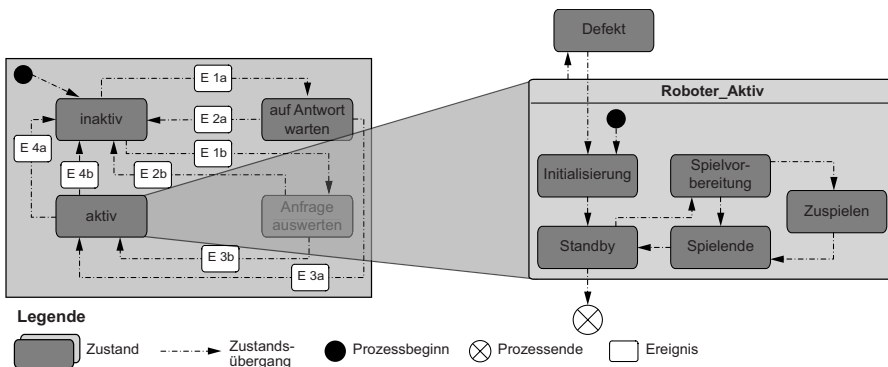 Defekt
Roboter_Aktiv
E 1a
inaktiv
E 2a
auf Antwort
warten
E 4a
E 1b
E 4b
E 2b
aktiv
Anfrage
auswerten
E 3b
E 3a
Initialisierung
Spielvor-
bereitung
Zuspielen
Standby
Spielende
Legende
Zustand
Zustands-
übergang
Prozessbeginn
Prozessende
Ereignis